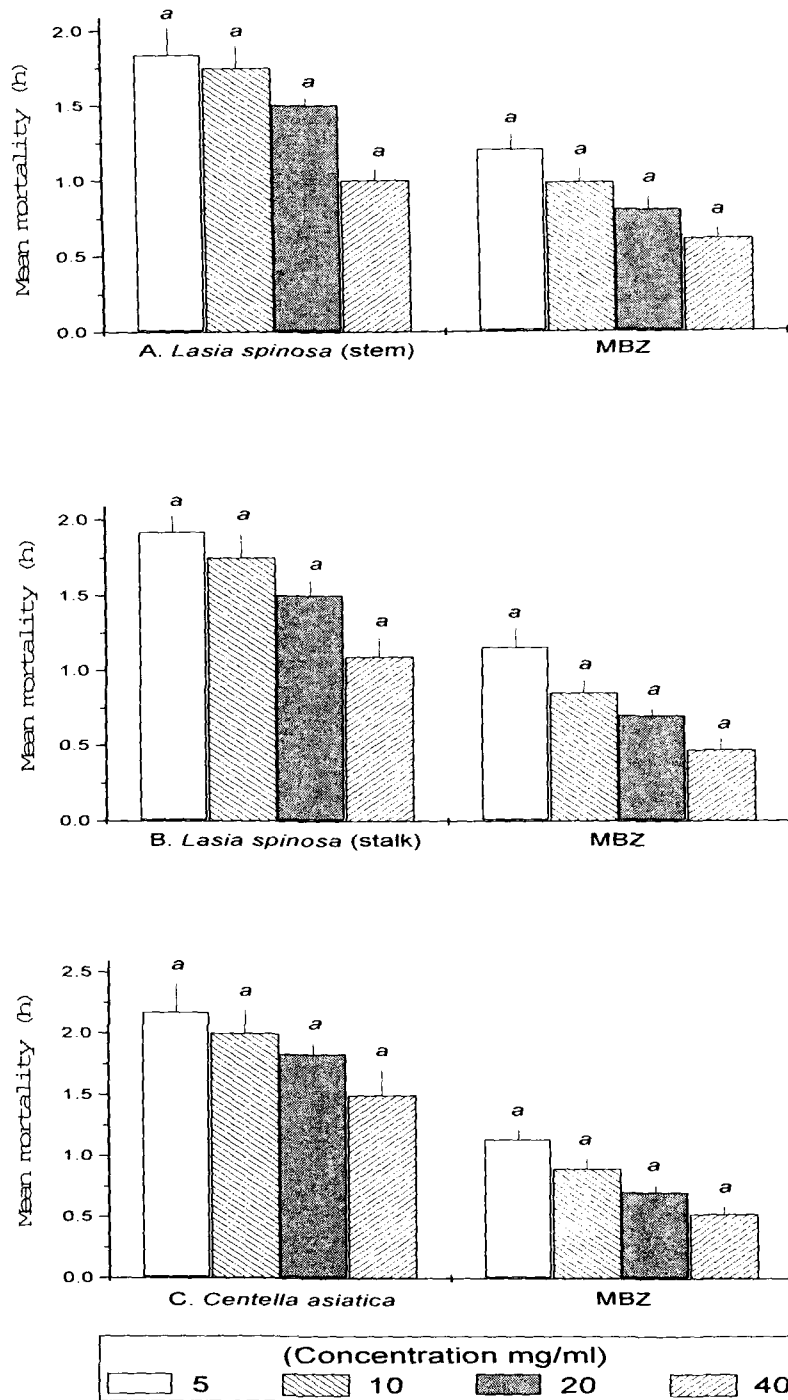 a
a
a
a
a
a
a
a
2.0
1.5
1.0
0.5
0.0
Mean mortality (h)
A. Lasia spinosa (stem) MBZ
a
a
a
a
a
a
a
a
2.0
1.5
1.0
0.5
0.0
Mean mortality (h)
B. Lasia spinosa (stalk) MBZ
a
a
a
a
a
a
a
a
2.5
2.0
1.5
1.0
0.5
0.0
Mean mortality (h)
C. Centella asiatica MBZ
(Concentration mg/ml)
5 10 20 40